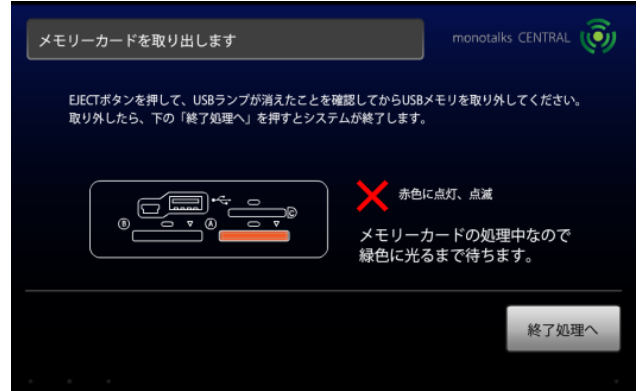 メモリーカードを取り出します
monotalks CENTRAL
EJECTボタンを押して、USBランプが消えたことを確認してからUSBメモリを取り外してください。
取り外したら、下の「終了処理へ」を押すとシステムが終了します。
赤色に点灯、点滅
メモリーカードの処理中なので
緑色に光るまで待ちます。
C
B A
終了処理へ